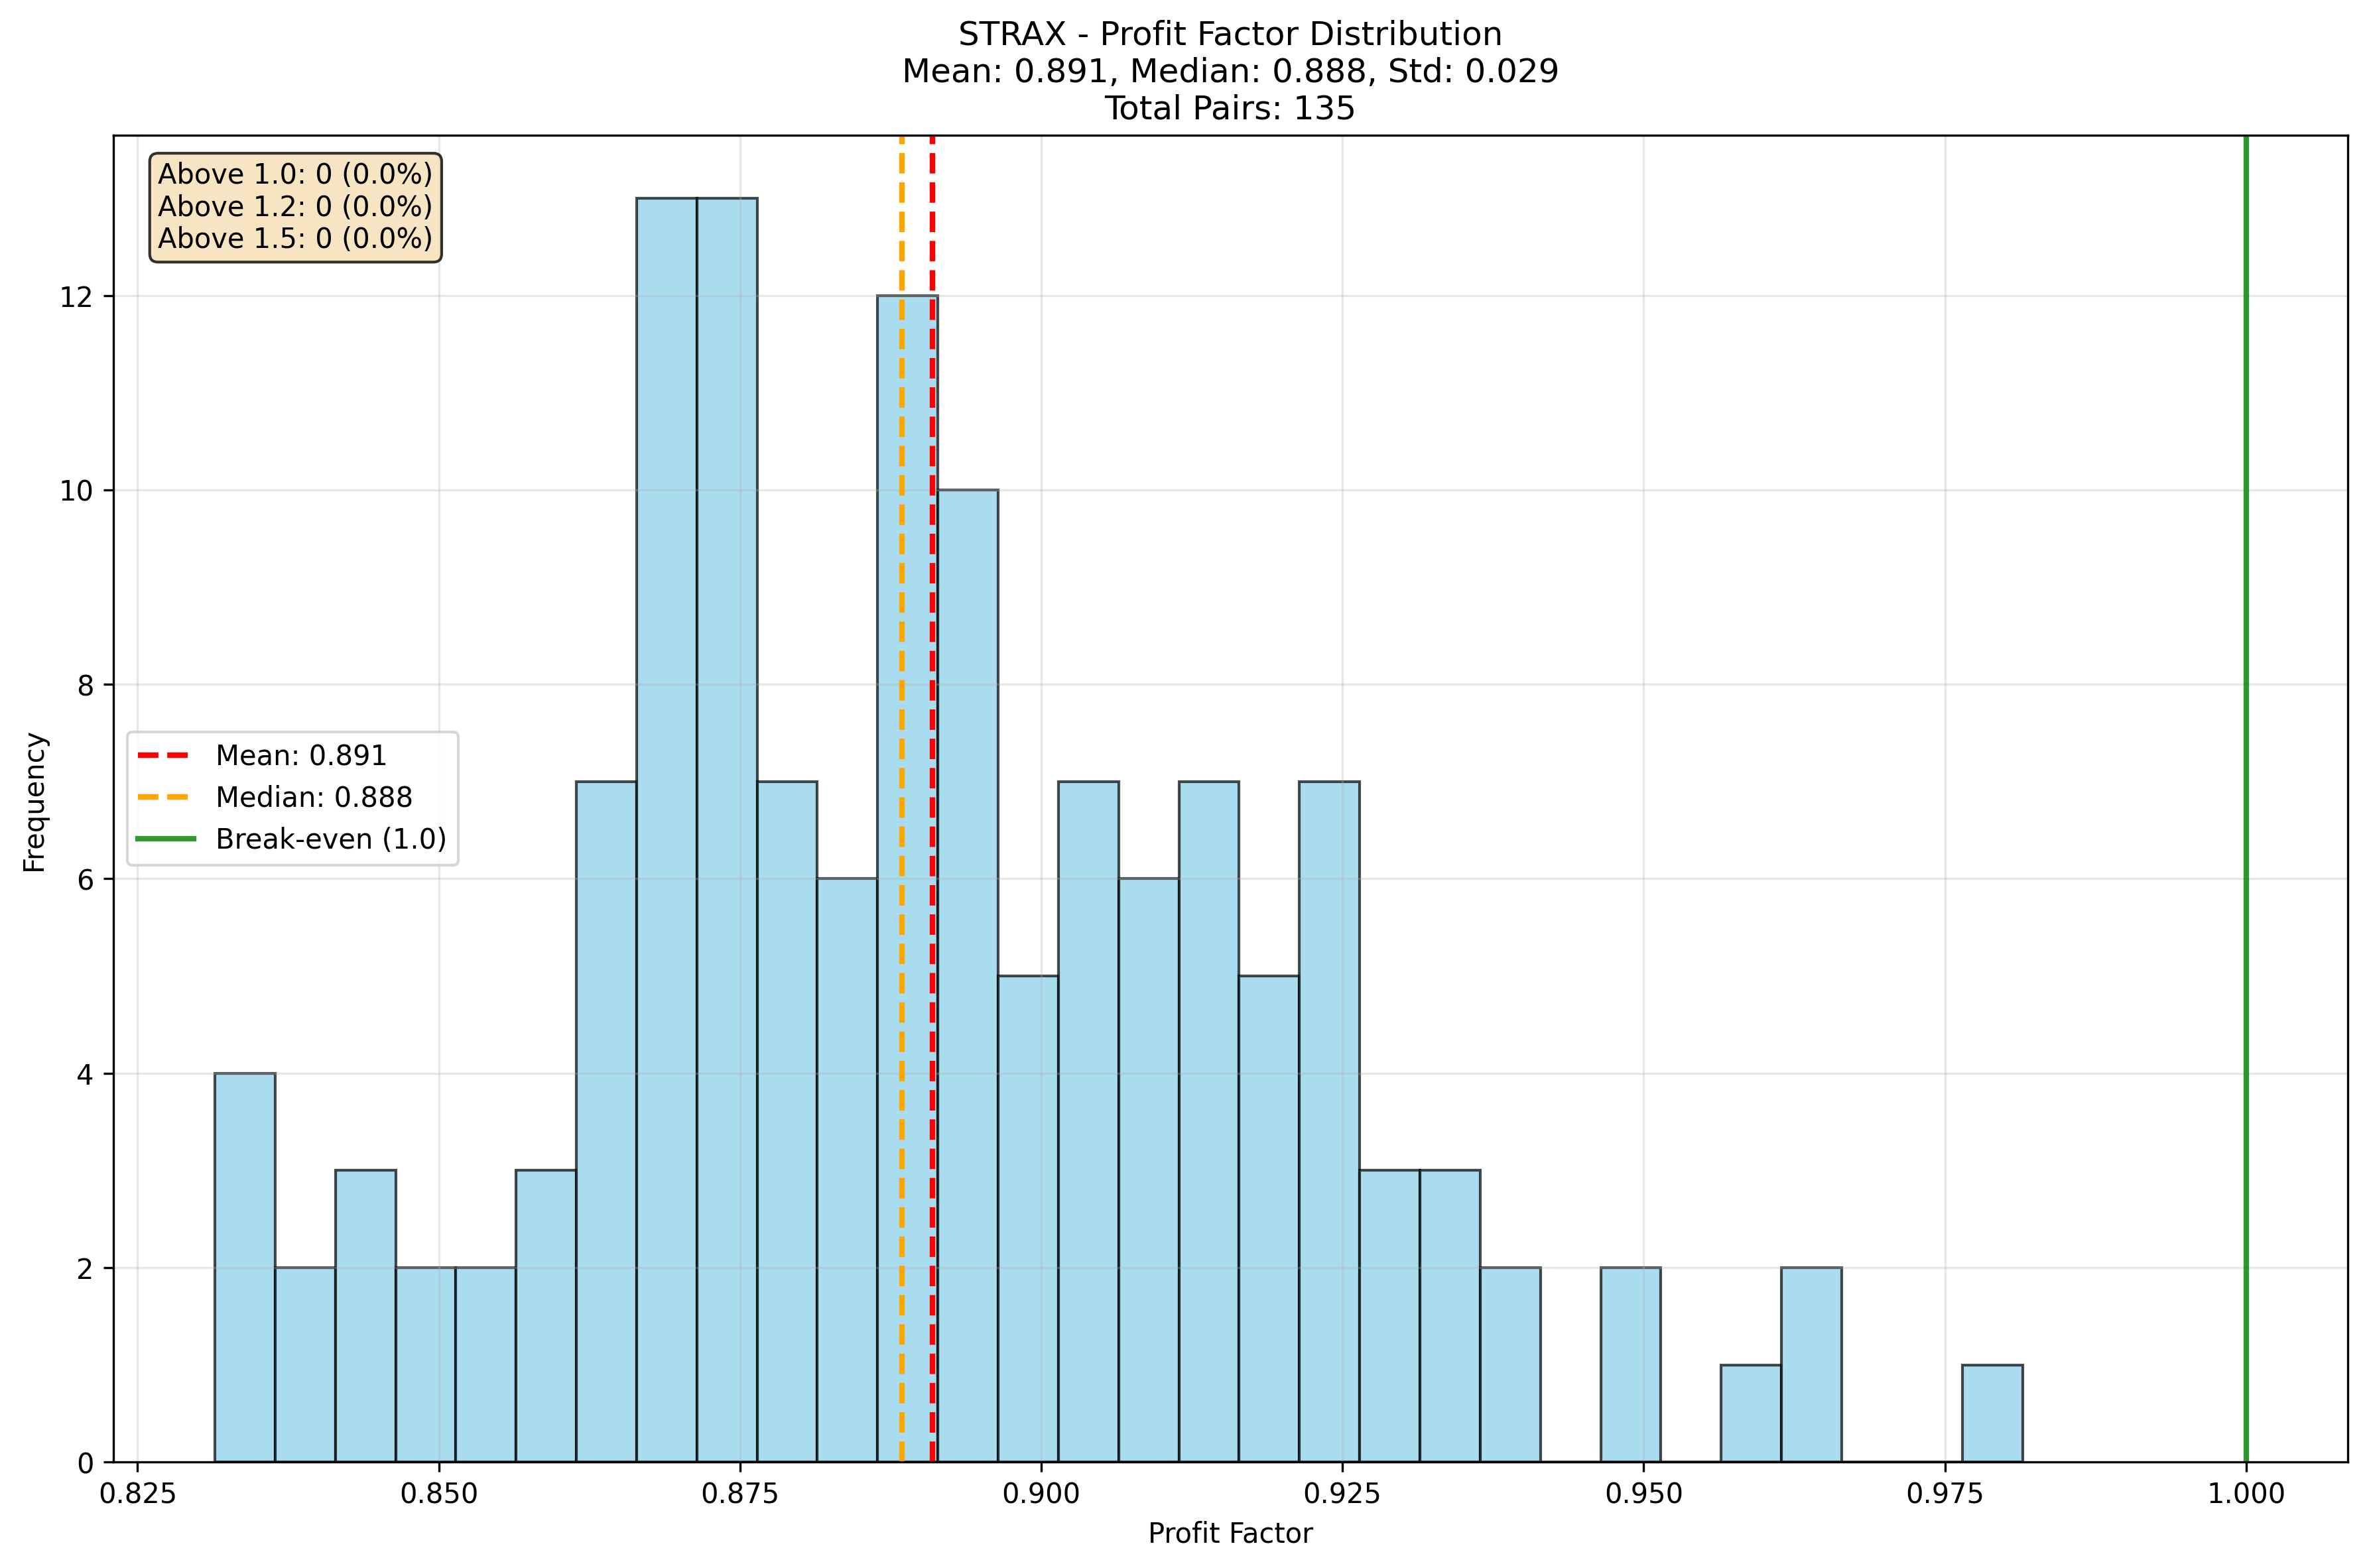 STRAX - Profit Factor Distribution
Mean: 0.891, Median: 0.888, Std: 0.029
Total Pairs: 135
Above 1.0: 0 (0.0%)
Above 1.2: 0 (0.0%)
Above 1.5: 0 (0.0%)
12
10
8
6
4
2
0
Frequency
Mean: 0.891
Median: 0.888
Break-even (1.0)
0.825 0.850 0.875 0.900 0.925 0.950 0.975 1.000
Profit Factor